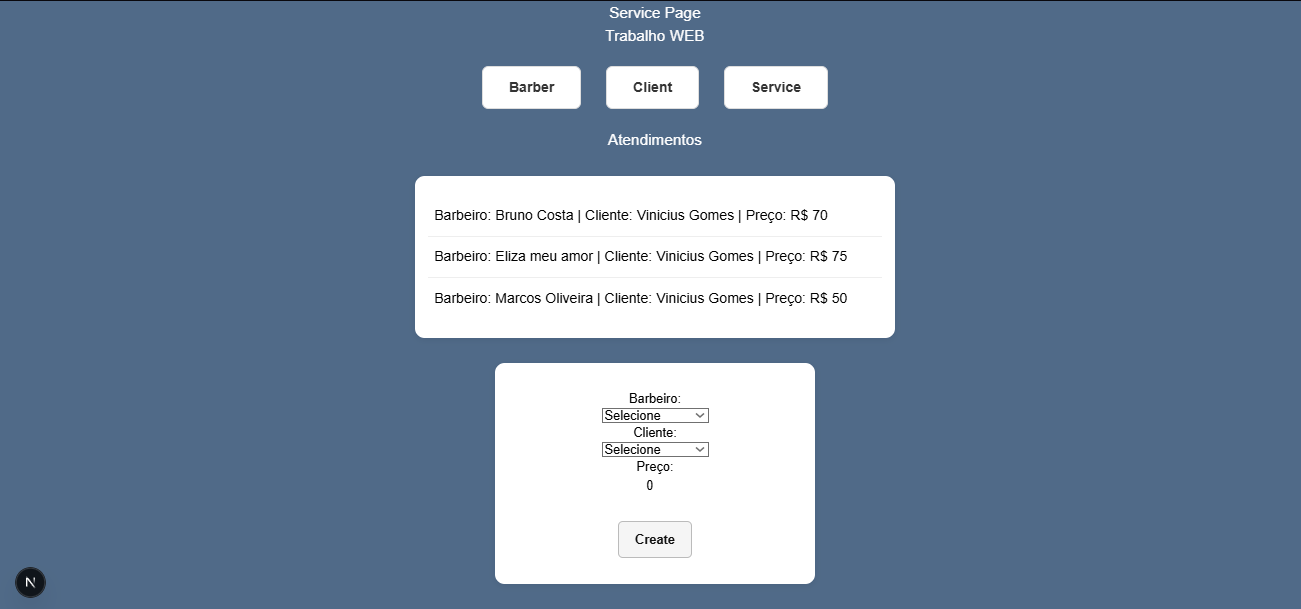 Service Page
Trabalho WEB
Barber
Client
Service
Atendimentos
Barbeiro: Bruno Costa | Cliente: Vinicius Gomes | Preço: R$ 70
Barbeiro: Eliza meu amor | Cliente: Vinicius Gomes | Preço: R$ 75
Barbeiro: Marcos Oliveira | Cliente: Vinicius Gomes | Preço: R$ 50
Barbeiro:
Selecione
Cliente:
Selecione
Preço:
0
Create
N